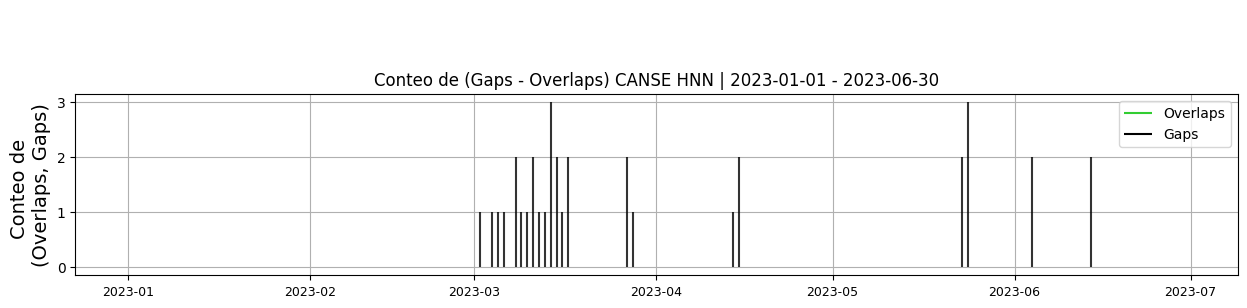 Conteo de (Gaps - Overlaps) CANSE HNN | 2023-01-01 - 2023-06-30
Conteo de
(Overlaps, Gaps)
3
2
1
0
Overlaps
Gaps
2023-01
2023-02
2023-03
2023-04
2023-05
2023-06
2023-07